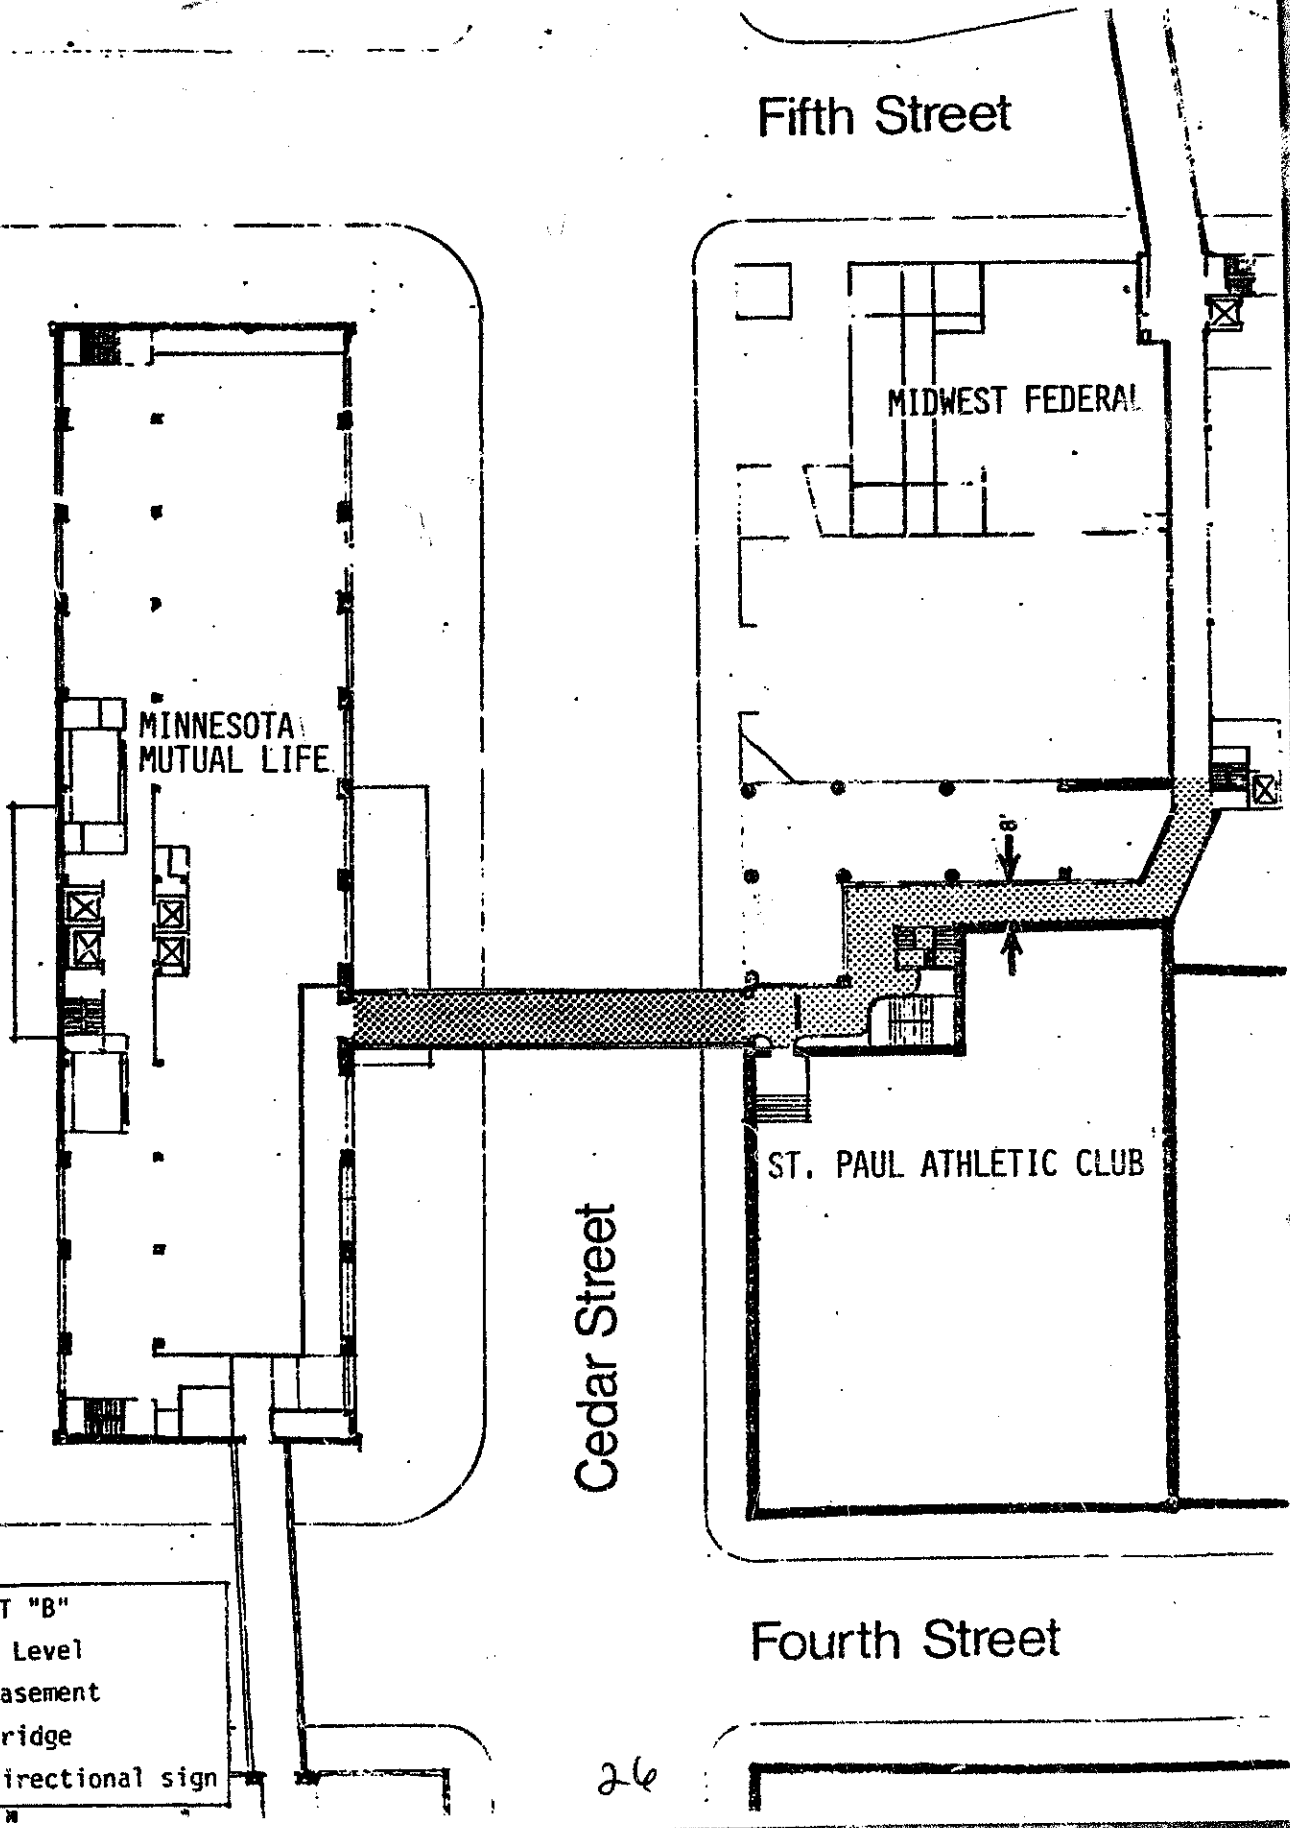 Fifth Street
MIDWEST FEDERAL
MINNESOTA
MUTUAL LIFE
8'
ST. PAUL ATHLETIC CLUB
Cedar Street
Fourth Street
T "B"
Level
asement
ridge
irectional sign
26